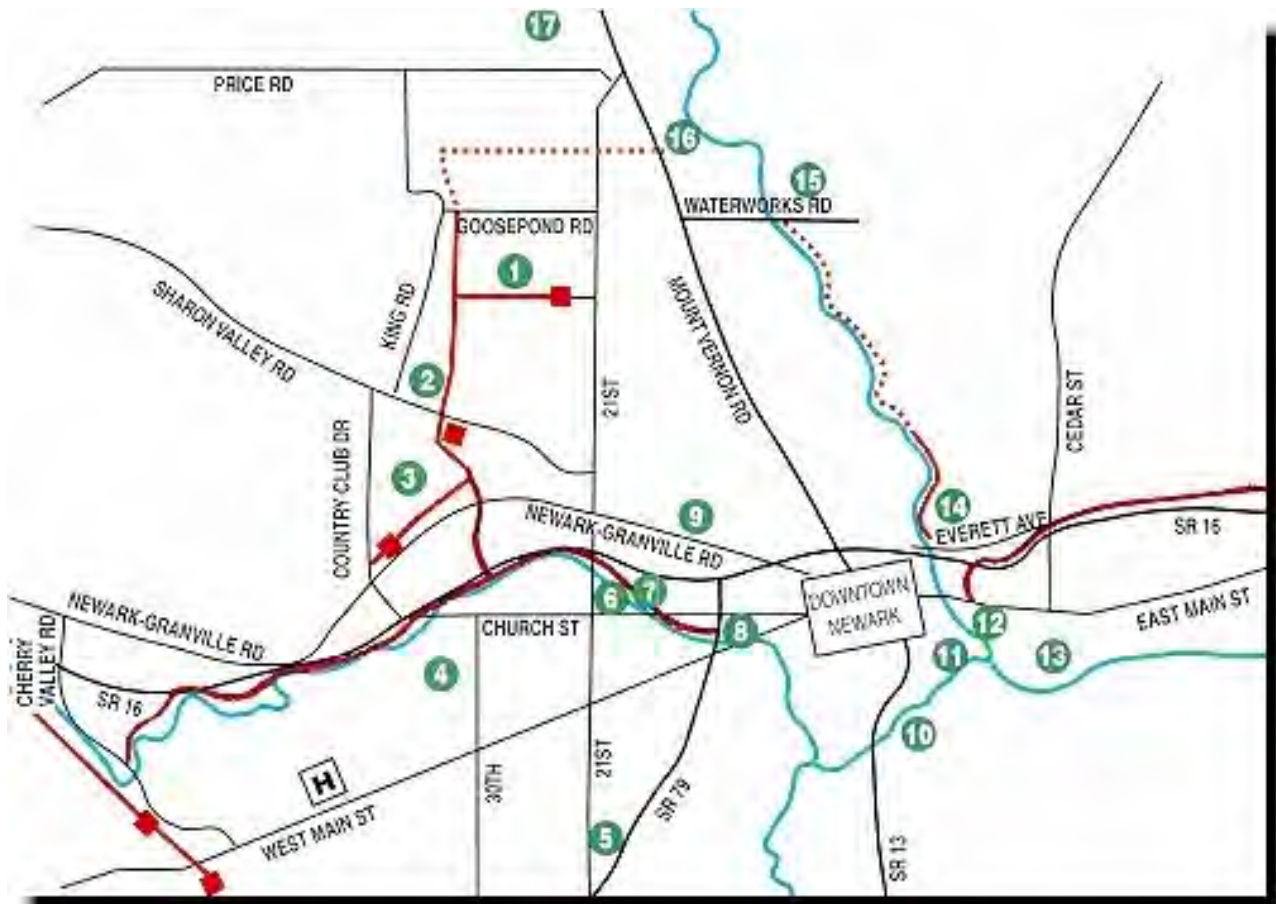 17
PRICE RD
16
15
WATERWORKS RD
GOOSEPOND RD
1
SHARON VALLEY RD
KING RD
MOUNT VERNON RD
2
21ST
CEDAR ST
COUNTRY CLUB DR
3
14
9
NEWARK-GRANVILLE RD
EVERETT AVE
SR 16
6
7
DOWNTOWN
NEWARK
NEWARK-GRANVILLE RD
CHURCH ST
8
12
EAST MAIN ST
CHERRY
VALLEY RD
4
11
13
SR 16
10
H
30TH
21ST
SR 79
WEST MAIN ST
5
SR 13